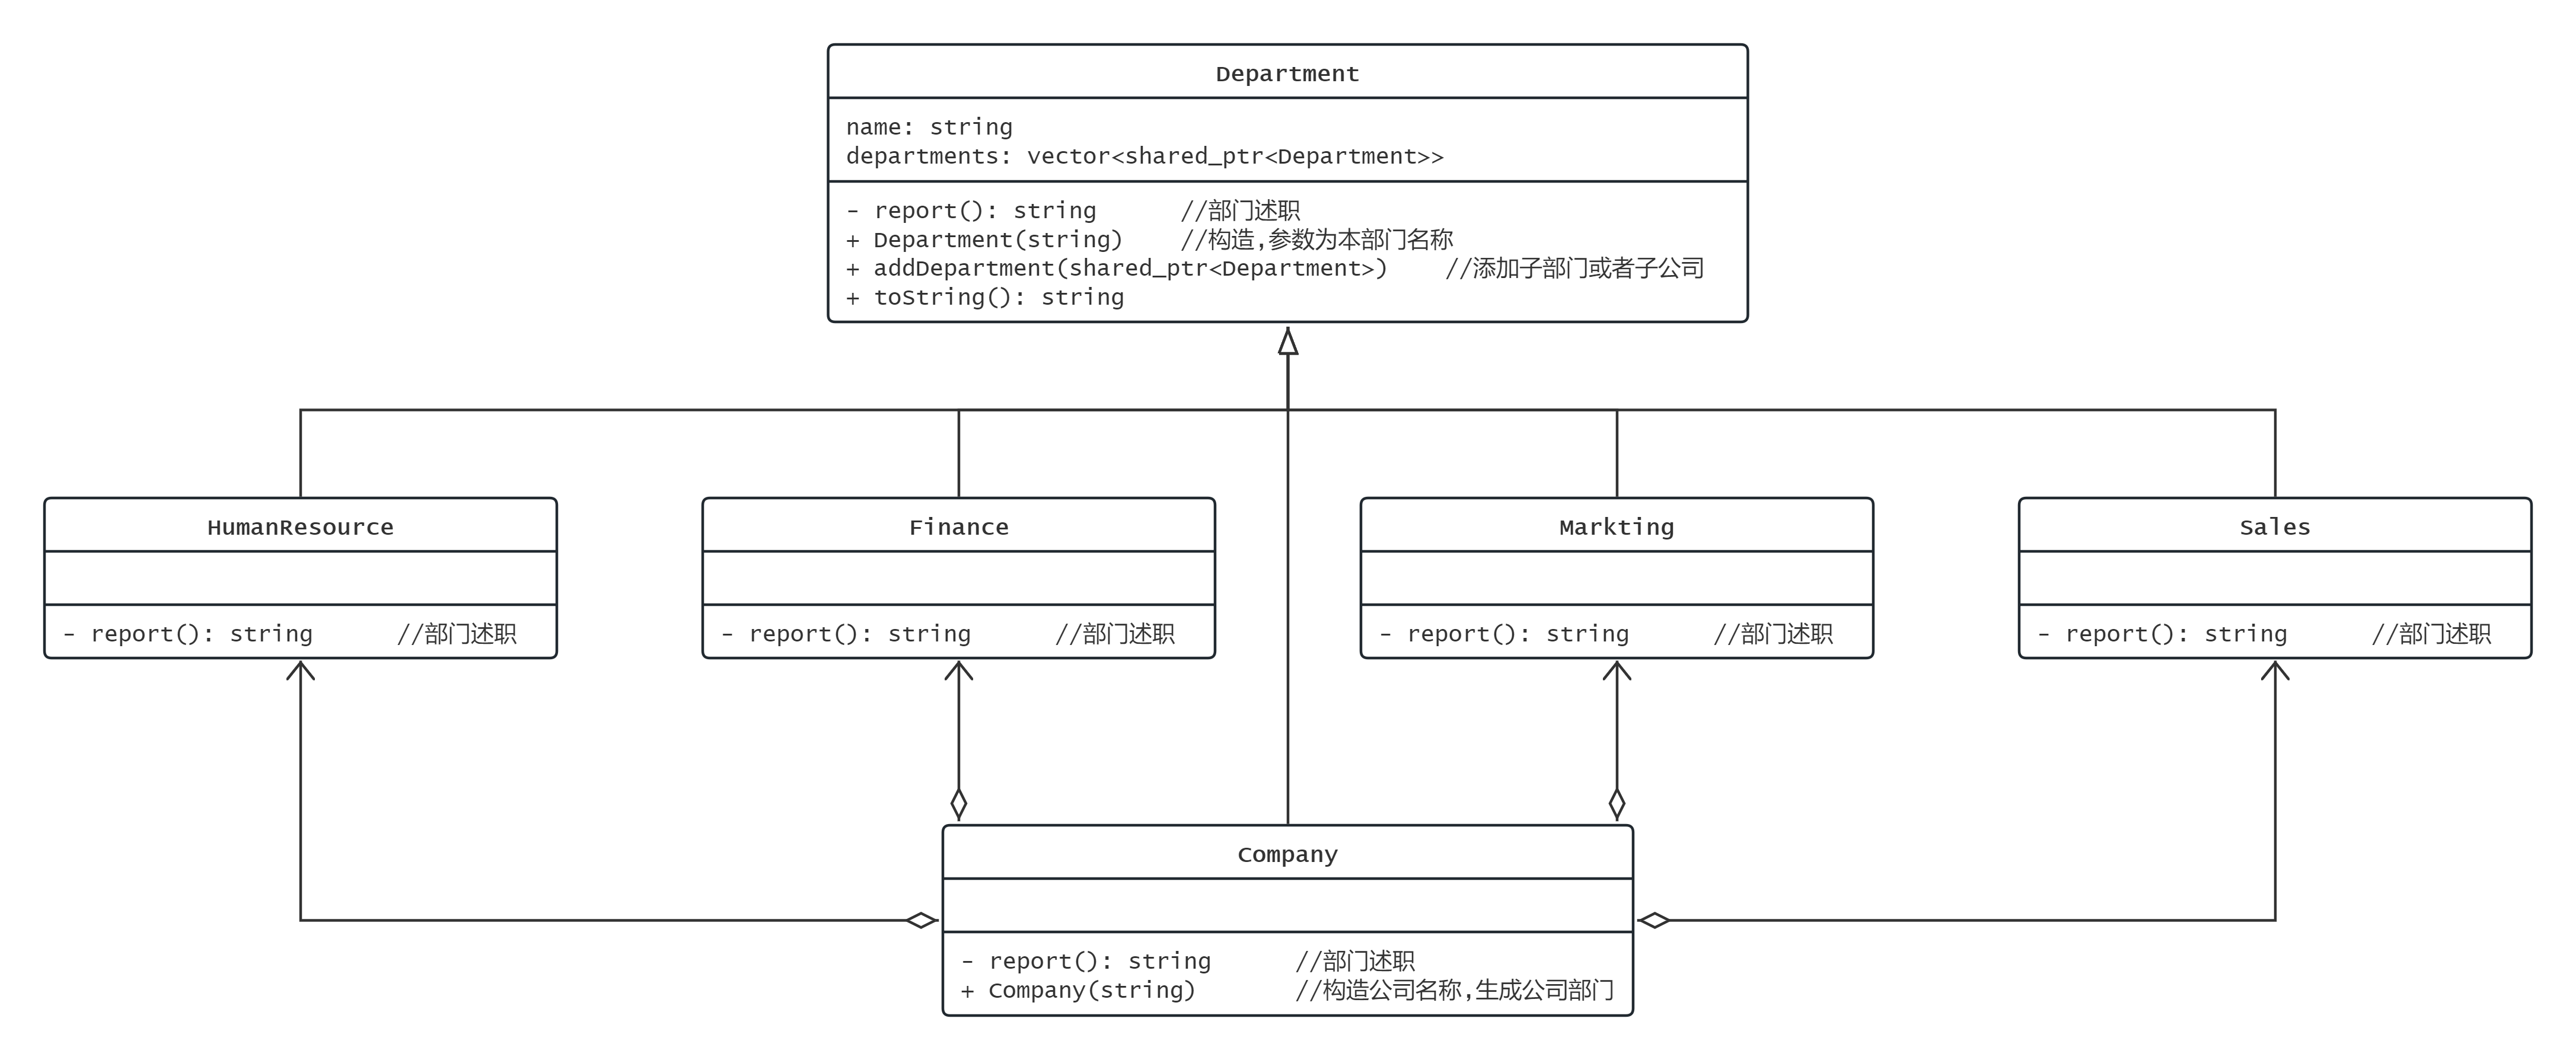 Department
name: string
departments: vector<shared_ptr<Department>>
- report(): string      //部门述职
+ Department(string)    //构造,参数为本部门名称
+ addDepartment(shared_ptr<Department>)    //添加子部门或者子公司
+ toString(): string
HumanResource
- report(): string      //部门述职
Finance
- report(): string      //部门述职
Markting
- report(): string      //部门述职
Sales
- report(): string      //部门述职
Company
- report(): string      //部门述职
+ Company(string)       //构造公司名称,生成公司部门